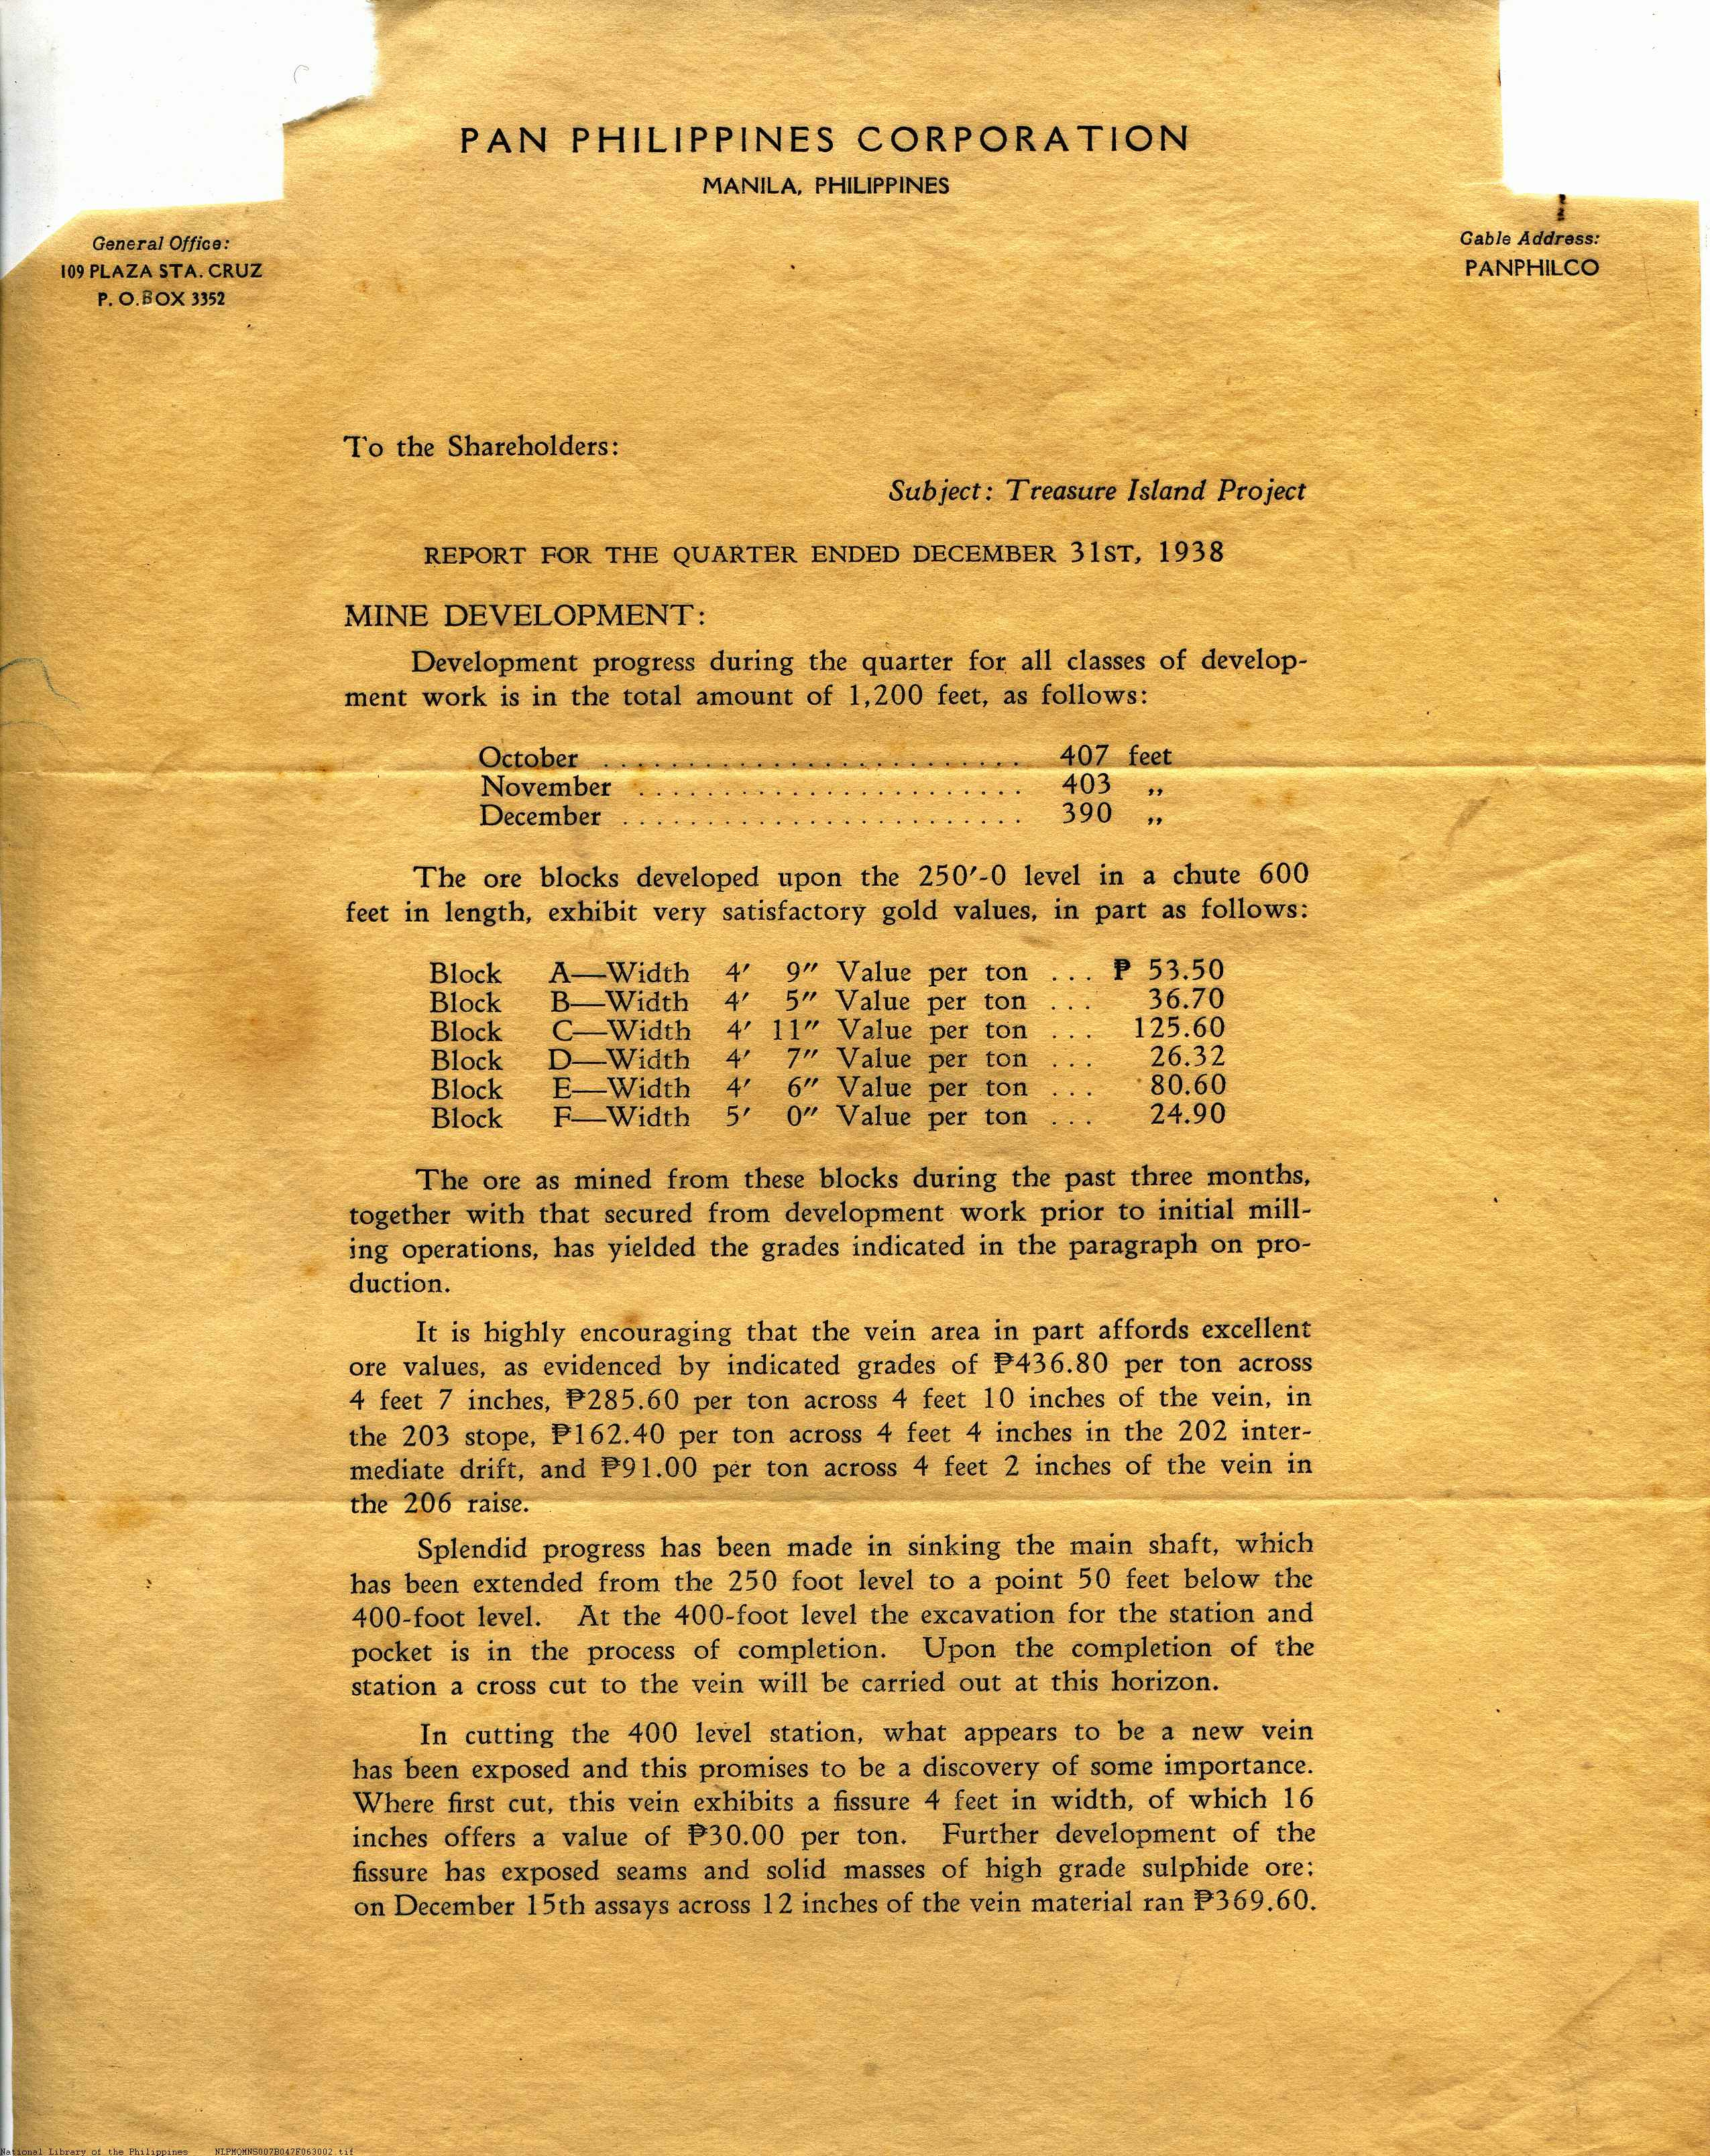 PAN PHILIPPINES CORPORATION
MANILA, PHILIPPINES
General Office:
109 PLAZA STA. CRUZ
P. O. BOX 3352
Cable Address:
PANPHILCO
To the Shareholders:
Subject: Treasure Island Project
REPORT FOR THE QUARTER ENDED DECEMBER 31ST, 1938
MINE DEVELOPMENT:
Development progress during the quarter for all classes of develop-
ment work is in the total amount of 1,200 feet, as follows:
October ......................... 407 feet
November ....................... 403 ,,
December ........................ 390 ,,
The ore blocks developed upon the 250'-0 level in a chute 600
feet in length, exhibit very satisfactory gold values, in part as follows:
Block A—Width 4' 9" Value per ton ... ₱ 53.50
Block B—Width 4' 5" Value per ton ... 36.70
Block C—Width 4' 11" Value per ton ... 125.60
Block D—Width 4' 7" Value per ton ... 26.32
Block E—Width 4' 6" Value per ton ... 80.60
Block F—Width 5' 0" Value per ton ... 24.90
The ore as mined from these blocks during the past three months,
together with that secured from development work prior to initial mill-
ing operations, has yielded the grades indicated in the paragraph on pro-
duction.
It is highly encouraging that the vein area in part affords excellent
ore values, as evidenced by indicated grades of ₱436.80 per ton across
4 feet 7 inches, ₱285.60 per ton across 4 feet 10 inches of the vein, in
the 203 stope, ₱162.40 per ton across 4 feet 4 inches in the 202 inter-
mediate drift, and ₱91.00 per ton across 4 feet 2 inches of the vein in
the 206 raise.
Splendid progress has been made in sinking the main shaft, which
has been extended from the 250 foot level to a point 50 feet below the
400-foot level. At the 400-foot level the excavation for the station and
pocket is in the process of completion. Upon the completion of the
station a cross cut to the vein will be carried out at this horizon.
In cutting the 400 level station, what appears to be a new vein
has been exposed and this promises to be a discovery of some importance.
Where first cut, this vein exhibits a fissure 4 feet in width, of which 16
inches offers a value of ₱30.00 per ton. Further development of the
fissure has exposed seams and solid masses of high grade sulphide ore;
on December 15th assays across 12 inches of the vein material ran ₱369.60.
National Library of the Philippines NLPMQMNS007B047F063002.tif